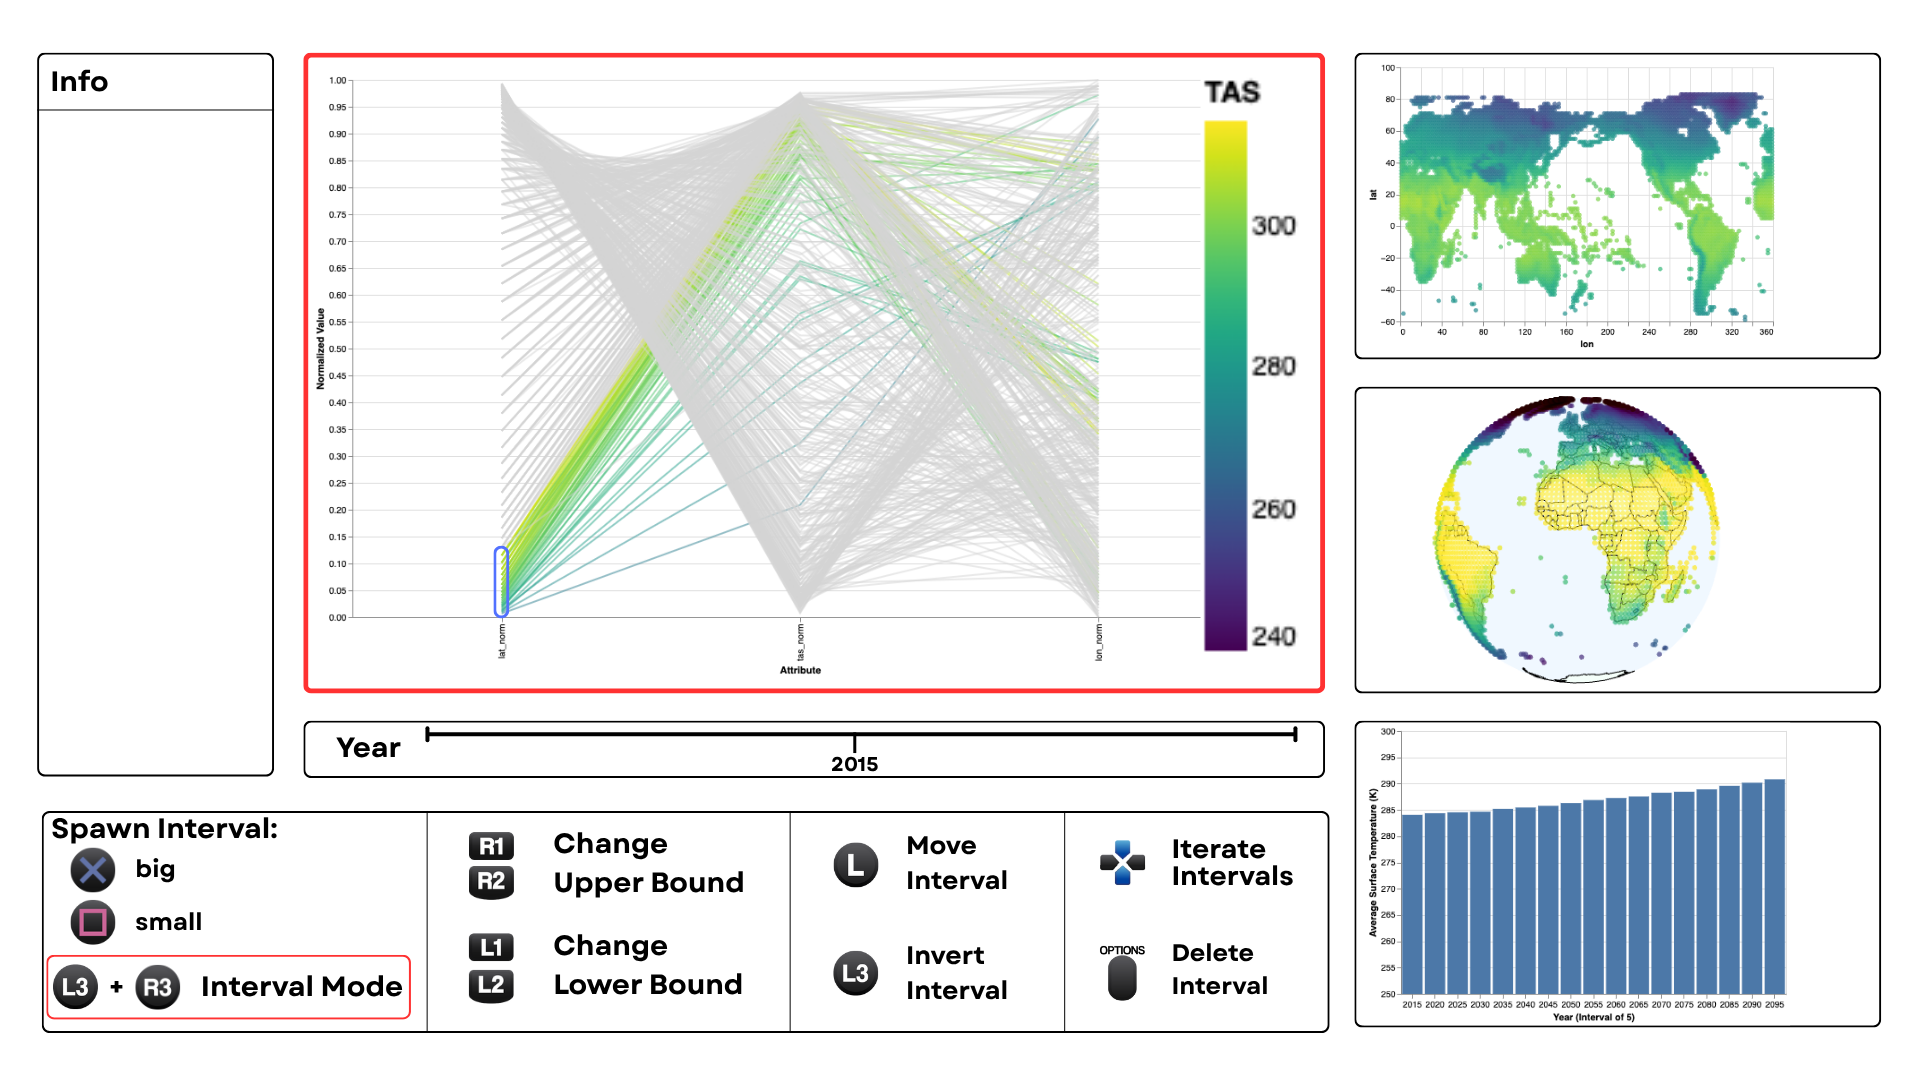 Info
1.00
0.95
0.90
0.85
0.80
0.75
0.70
0.65
0.60
0.55
0.50
0.45
0.40
0.35
0.30
0.25
0.20
0.15
0.10
0.05
0.00
Normalized Value
lat_norm
tas_norm
lon_norm
Attribute
TAS
300
280
260
240
100
80
60
40
20
0
−20
−40
−60
lat
0 40 80 120 160 200 240 280 320 360
lon
Year
2015
300
295
290
285
280
275
270
265
260
255
250
Average Surface Temperature (K)
2015 2020 2025 2030 2035 2040 2045 2050 2055 2060 2065 2070 2075 2080 2085 2090 2095
Year (Interval of 5)
Spawn Interval:
big
small
L3 + R3 Interval Mode
R1 Change
R2 Upper Bound
L1 Change
L2 Lower Bound
L Move
Interval
L3 Invert
Interval
Iterate
Intervals
OPTIONS
Delete
Interval